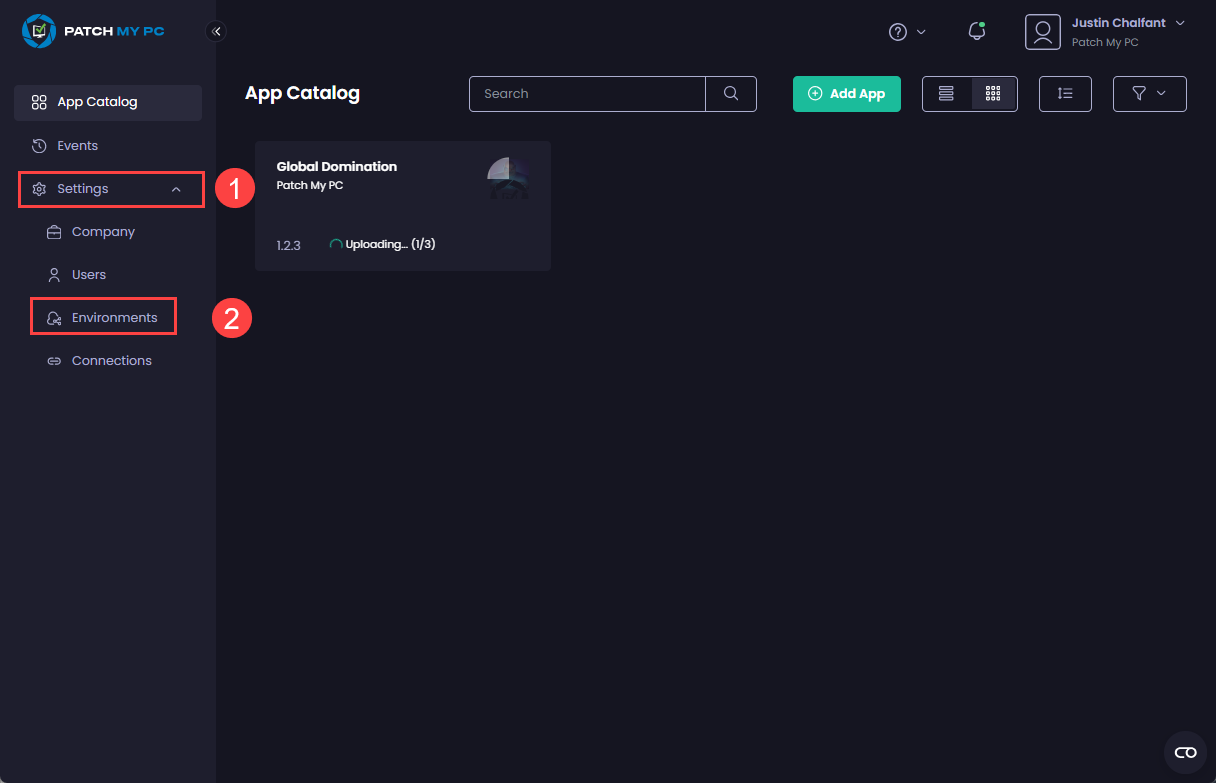 PATCH MY PC
Justin Chalfant
Patch My PC
App Catalog
Events
Settings
1
Company
Users
Environments
2
Connections
App Catalog
Search
Add App
Global Domination
Patch My PC
1.2.3
Uploading... (1/3)